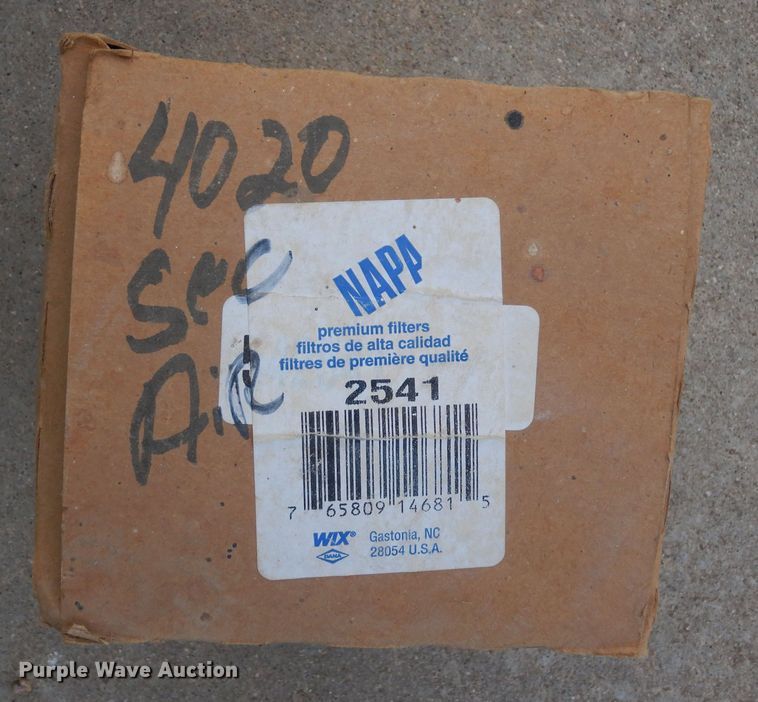 4020
Sec
Air
NAPA
premium filters
filtros de alta calidad
filtres de première qualité
2541
7 65809 14681 5
WIX®
DANA
Gastonia, NC
28054 U.S.A.
Purple Wave Auction